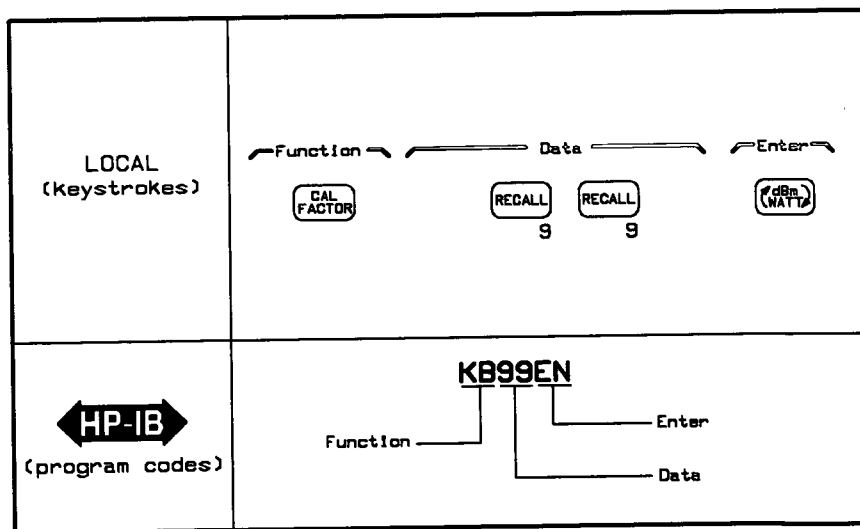 LOCAL
(keystrokes)
Function
Data
Enter
CAL
FACTOR
RECALL
9
RECALL
9
dBm
WATT
HP-IB
(program codes)
KB99EN
Function
Enter
Data